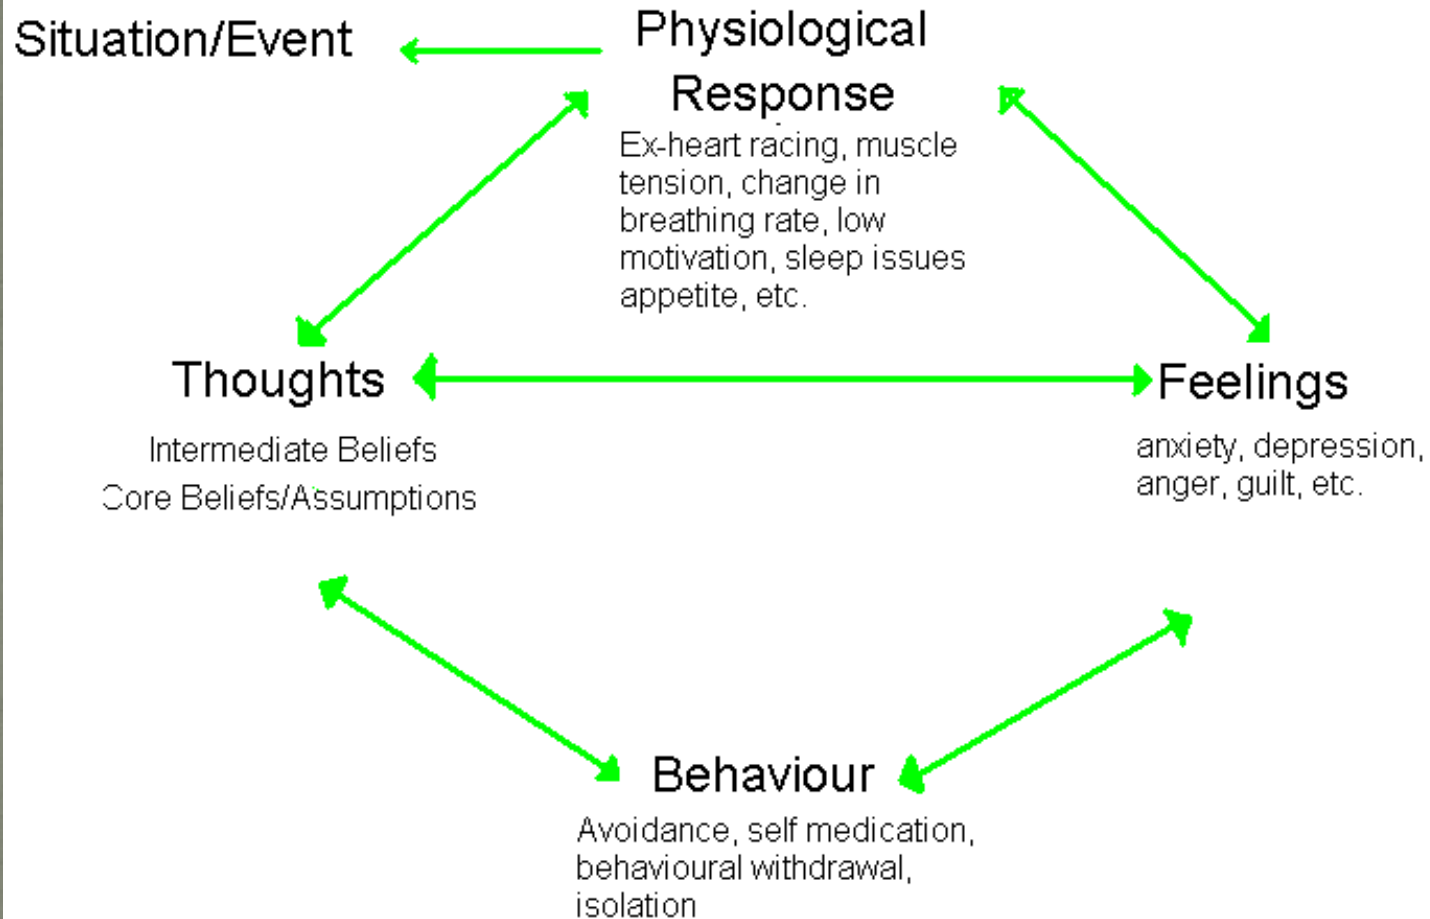 Situation/Event
Physiological
Response
Ex-heart racing, muscle
tension, change in
breathing rate, low
motivation, sleep issues
appetite, etc.
Thoughts
Intermediate Beliefs
Core Beliefs/Assumptions
Feelings
anxiety, depression,
anger, guilt, etc.
Behaviour
Avoidance, self medication,
behavioural withdrawal,
isolation